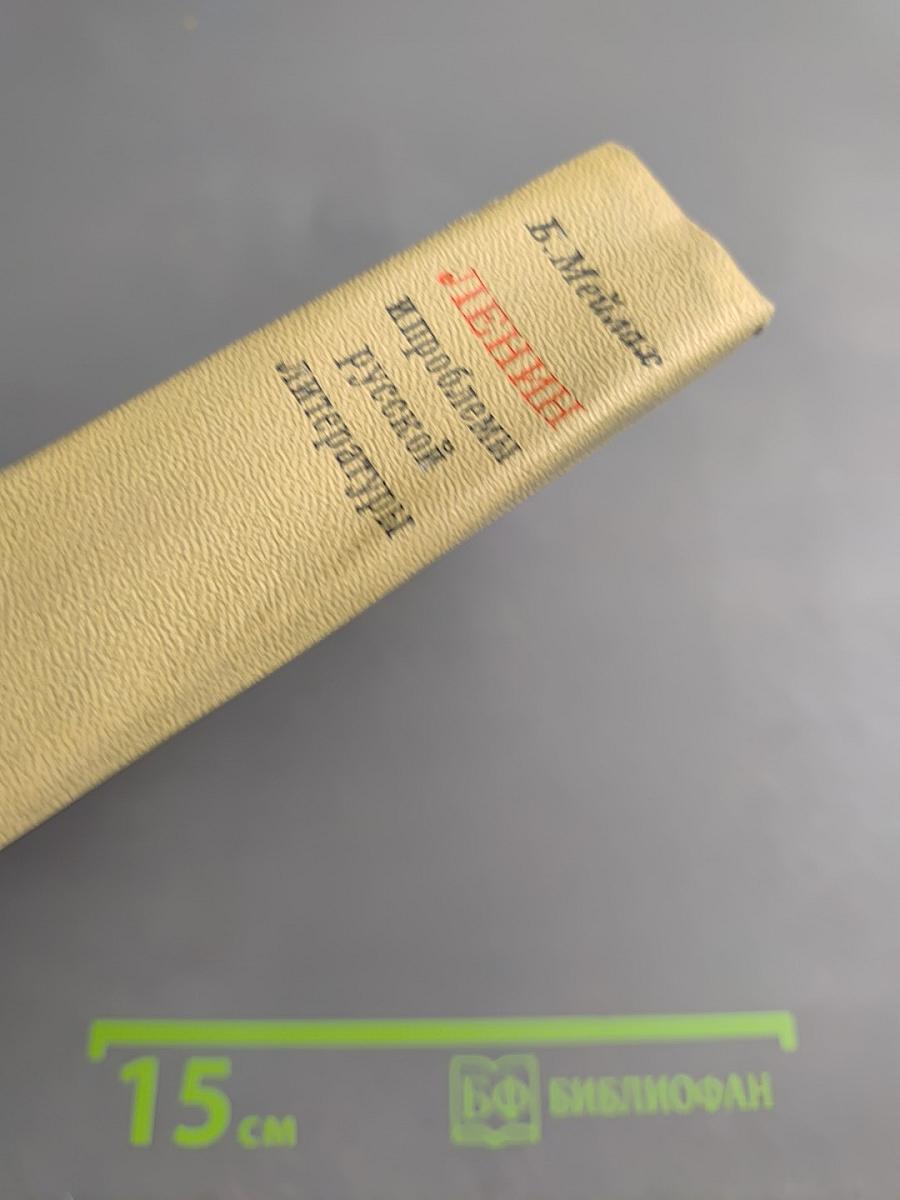 Б. Мейлах
ЛЕНИН
и проблемы
русской
литературы
15 см
БФ БИБЛИОФАН